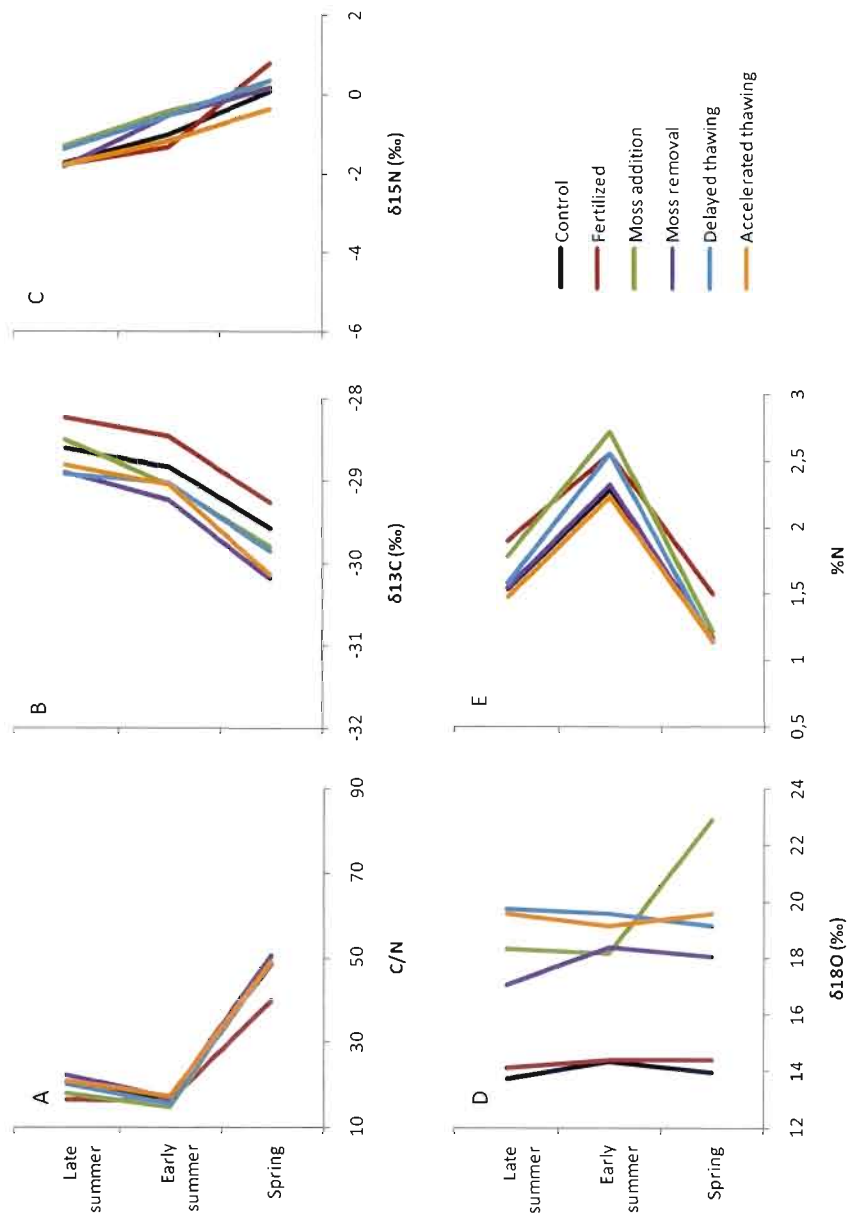 A
Late
summer
Early
summer
Spring
10
30
50
70
90
C/N
B
-32
-31
-30
-29
-28
δ13C (‰)
C
-6
-4
-2
0
2
δ15N (‰)
D
Late
summer
Early
summer
Spring
12
14
16
18
20
22
24
δ18O (‰)
E
0,5
1
1,5
2
2,5
3
%N
Control
Fertilized
Moss addition
Moss removal
Delayed thawing
Accelerated thawing